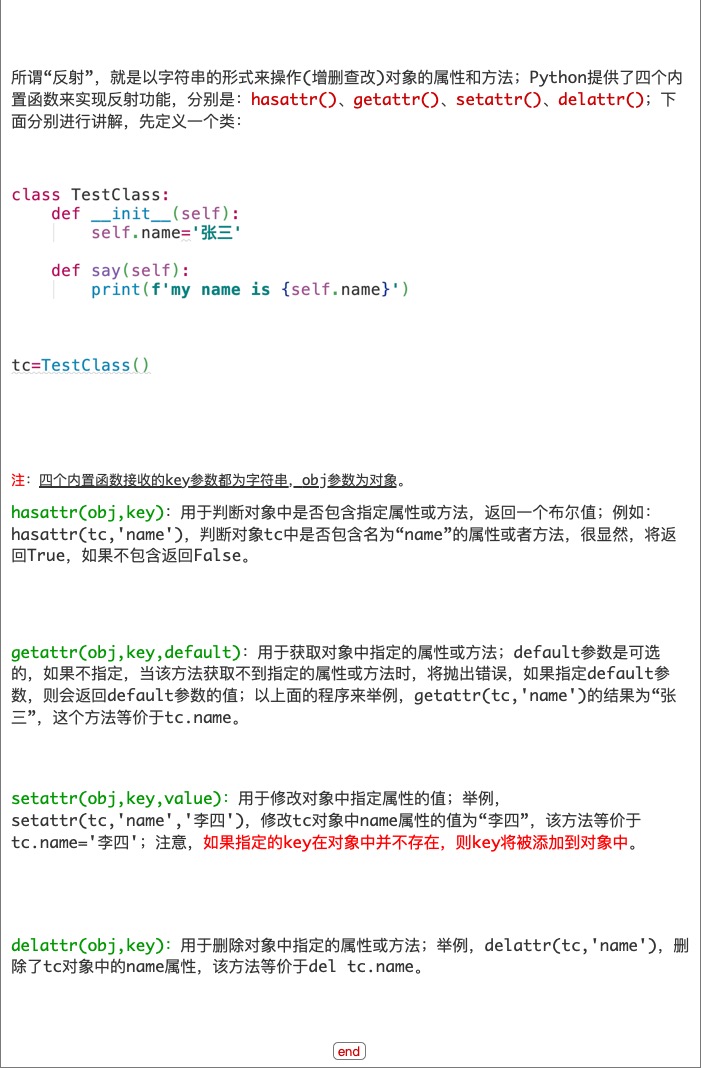 所谓“反射”，就是以字符串的形式来操作(增删查改)对象的属性和方法；Python提供了四个内
置函数来实现反射功能，分别是：hasattr()、getattr()、setattr()、delattr()；下
面分别进行讲解，先定义一个类：
class TestClass:
    def __init__(self):
        self.name='张三'
    def say(self):
        print(f'my name is {self.name}')
tc=TestClass()
注：四个内置函数接收的key参数都为字符串，obj参数为对象。
hasattr(obj,key)：用于判断对象中是否包含指定属性或方法，返回一个布尔值；例如：
hasattr(tc,'name')，判断对象tc中是否包含名为“name”的属性或者方法，很显然，将返
回True，如果不包含返回False。
getattr(obj,key,default)：用于获取对象中指定的属性或方法；default参数是可选
的，如果不指定，当该方法获取不到指定的属性或方法时，将抛出错误，如果指定default参
数，则会返回default参数的值；以上面的程序来举例，getattr(tc,'name')的结果为“张
三”，这个方法等价于tc.name。
setattr(obj,key,value)：用于修改对象中指定属性的值；举例，
setattr(tc,'name','李四')，修改tc对象中name属性的值为“李四”，该方法等价于
tc.name='李四'；注意，如果指定的key在对象中并不存在，则key将被添加到对象中。
delattr(obj,key)：用于删除对象中指定的属性或方法；举例，delattr(tc,'name')，删
除了tc对象中的name属性，该方法等价于del tc.name。
end